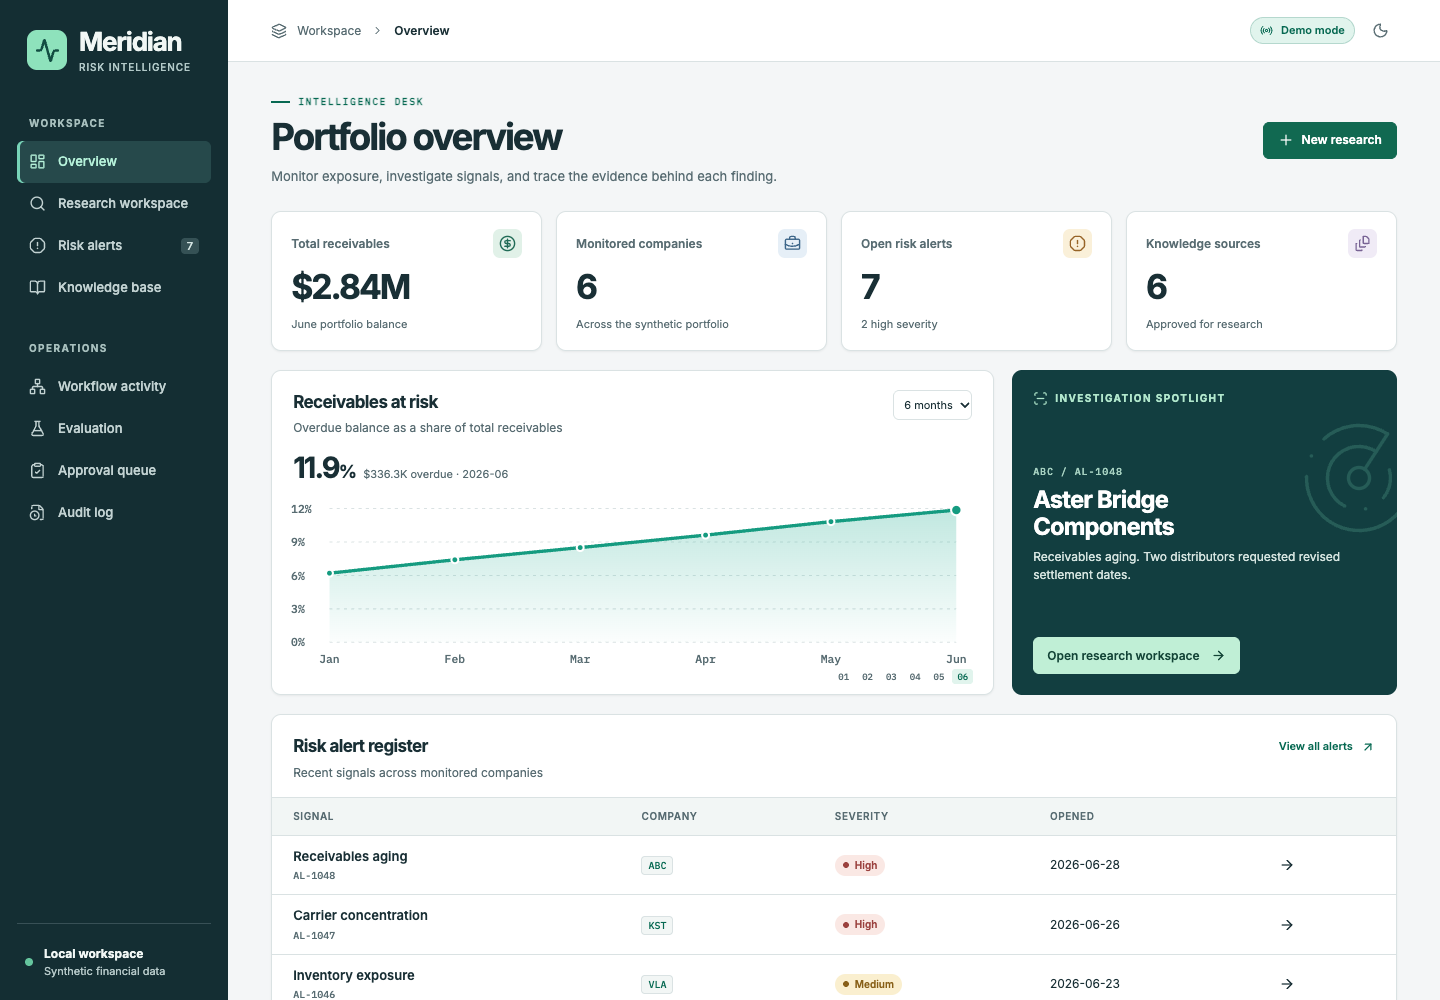 Meridian
RISK INTELLIGENCE
WORKSPACE
Overview
Research workspace
Risk alerts 7
Knowledge base
OPERATIONS
Workflow activity
Evaluation
Approval queue
Audit log
Local workspace
Synthetic financial data
Workspace > Overview
Demo mode
INTELLIGENCE DESK
Portfolio overview
Monitor exposure, investigate signals, and trace the evidence behind each finding.
New research
Total receivables
$2.84M
June portfolio balance
Monitored companies
6
Across the synthetic portfolio
Open risk alerts
7
2 high severity
Knowledge sources
6
Approved for research
Receivables at risk
Overdue balance as a share of total receivables
6 months
11.9% $336.3K overdue · 2026-06
12%
9%
6%
3%
0%
Jan Feb Mar Apr May Jun
01 02 03 04 05 06
INVESTIGATION SPOTLIGHT
ABC / AL-1048
Aster Bridge
Components
Receivables aging. Two distributors requested revised
settlement dates.
Open research workspace
Risk alert register
Recent signals across monitored companies
View all alerts
SIGNAL COMPANY SEVERITY OPENED
Receivables aging
AL-1048
ABC High 2026-06-28
Carrier concentration
AL-1047
KST High 2026-06-26
Inventory exposure
AL-1046
VLA Medium 2026-06-23